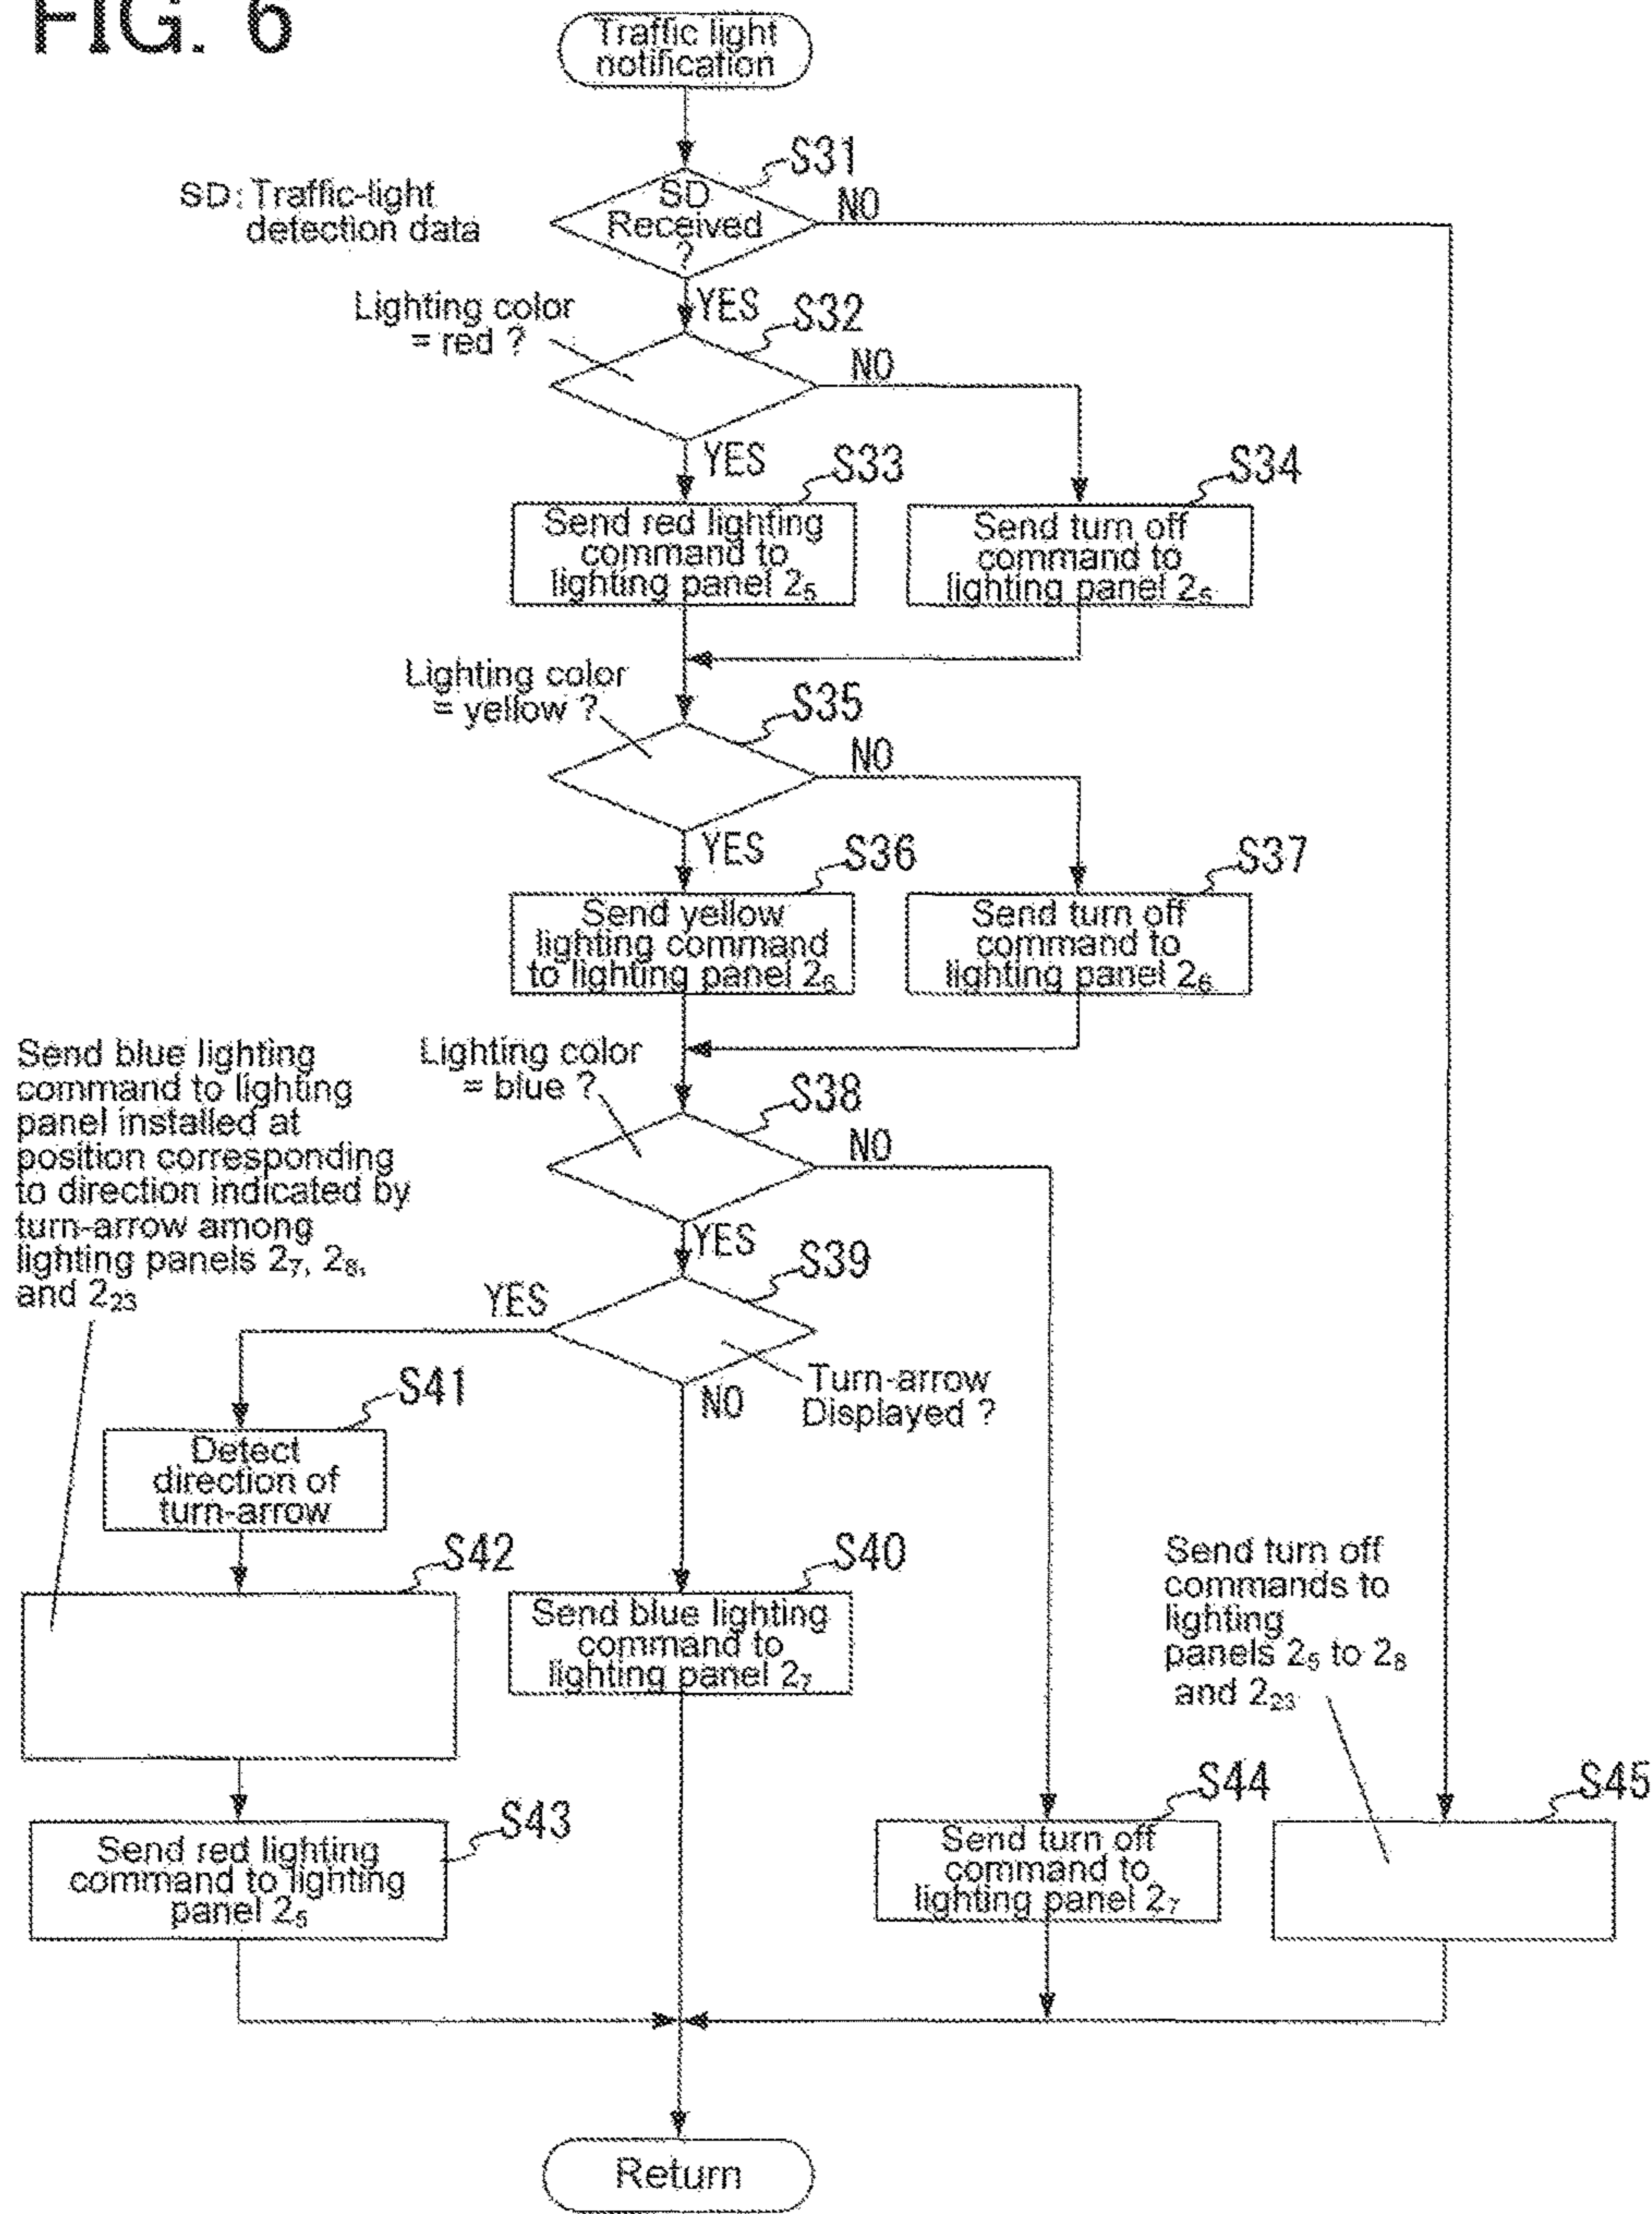 FIG. 6
Traffic light
notification
S31
SD: Traffic-light
detection data
SD
Received
?
NO
YES
Lighting color
= red ?
S32
NO
YES
S33
S34
Send red lighting
command to
lighting panel 2₅
Send turn off
command to
lighting panel 2₅
Lighting color
= yellow ?
S35
NO
YES
S36
S37
Send yellow
lighting command
to lighting panel 2₆
Send turn off
command to
lighting panel 2₆
Lighting color
= blue ?
S38
NO
YES
Send blue lighting
command to lighting
panel installed at
position corresponding
to direction indicated by
turn-arrow among
lighting panels 2₇, 2₈,
and 2₂₃
S39
YES
NO
Turn-arrow
Displayed ?
S41
Detect
direction of
turn-arrow
S42
S40
Send blue lighting
command to
lighting panel 2₇
Send turn off
commands to
lighting
panels 2₅ to 2₈
and 2₂₃
S43
Send red lighting
command to lighting
panel 2₅
S44
Send turn off
command to
lighting panel 2₇
S45
Return